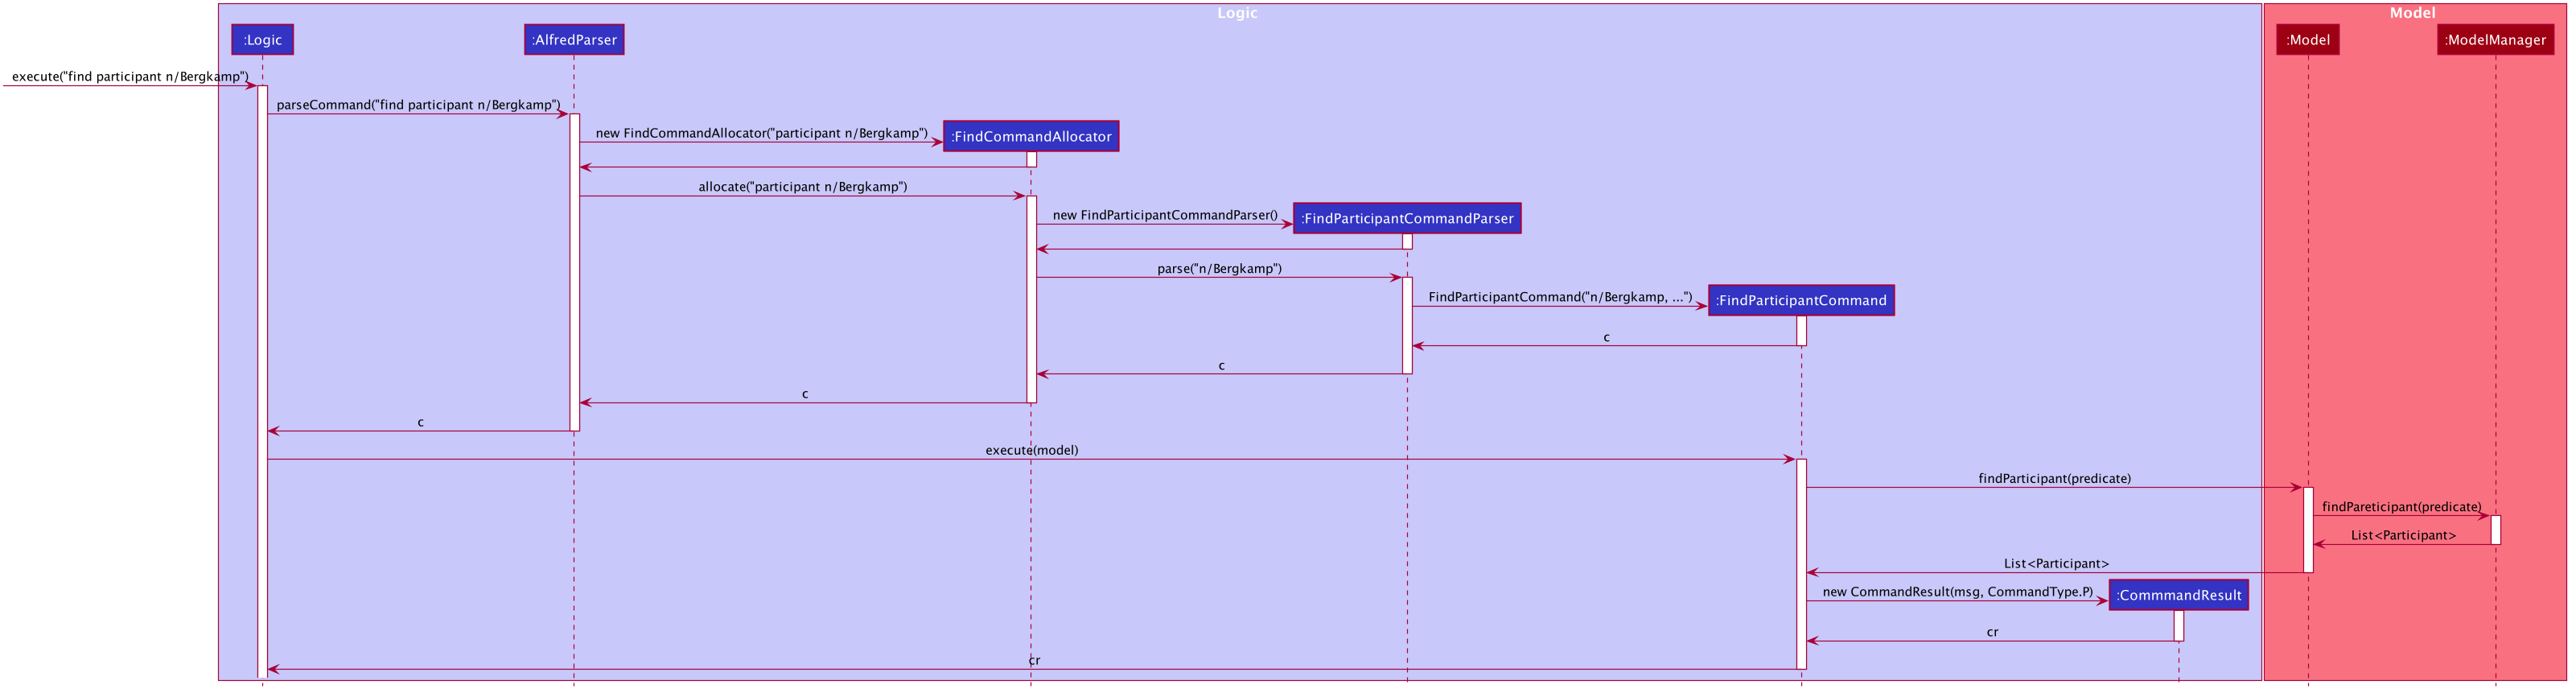 Logic
Model
:Logic
:AlfredParser
:Model
:ModelManager
execute("find participant n/Bergkamp")
parseCommand("find participant n/Bergkamp")
new FindCommandAllocator("participant n/Bergkamp")
:FindCommandAllocator
allocate("participant n/Bergkamp")
new FindParticipantCommandParser()
:FindParticipantCommandParser
parse("n/Bergkamp")
FindParticipantCommand("n/Bergkamp, ...")
:FindParticipantCommand
c
c
c
c
execute(model)
findParticipant(predicate)
findPareticipant(predicate)
List<Participant>
List<Participant>
new CommandResult(msg, CommandType.P)
:CommmandResult
cr
cr